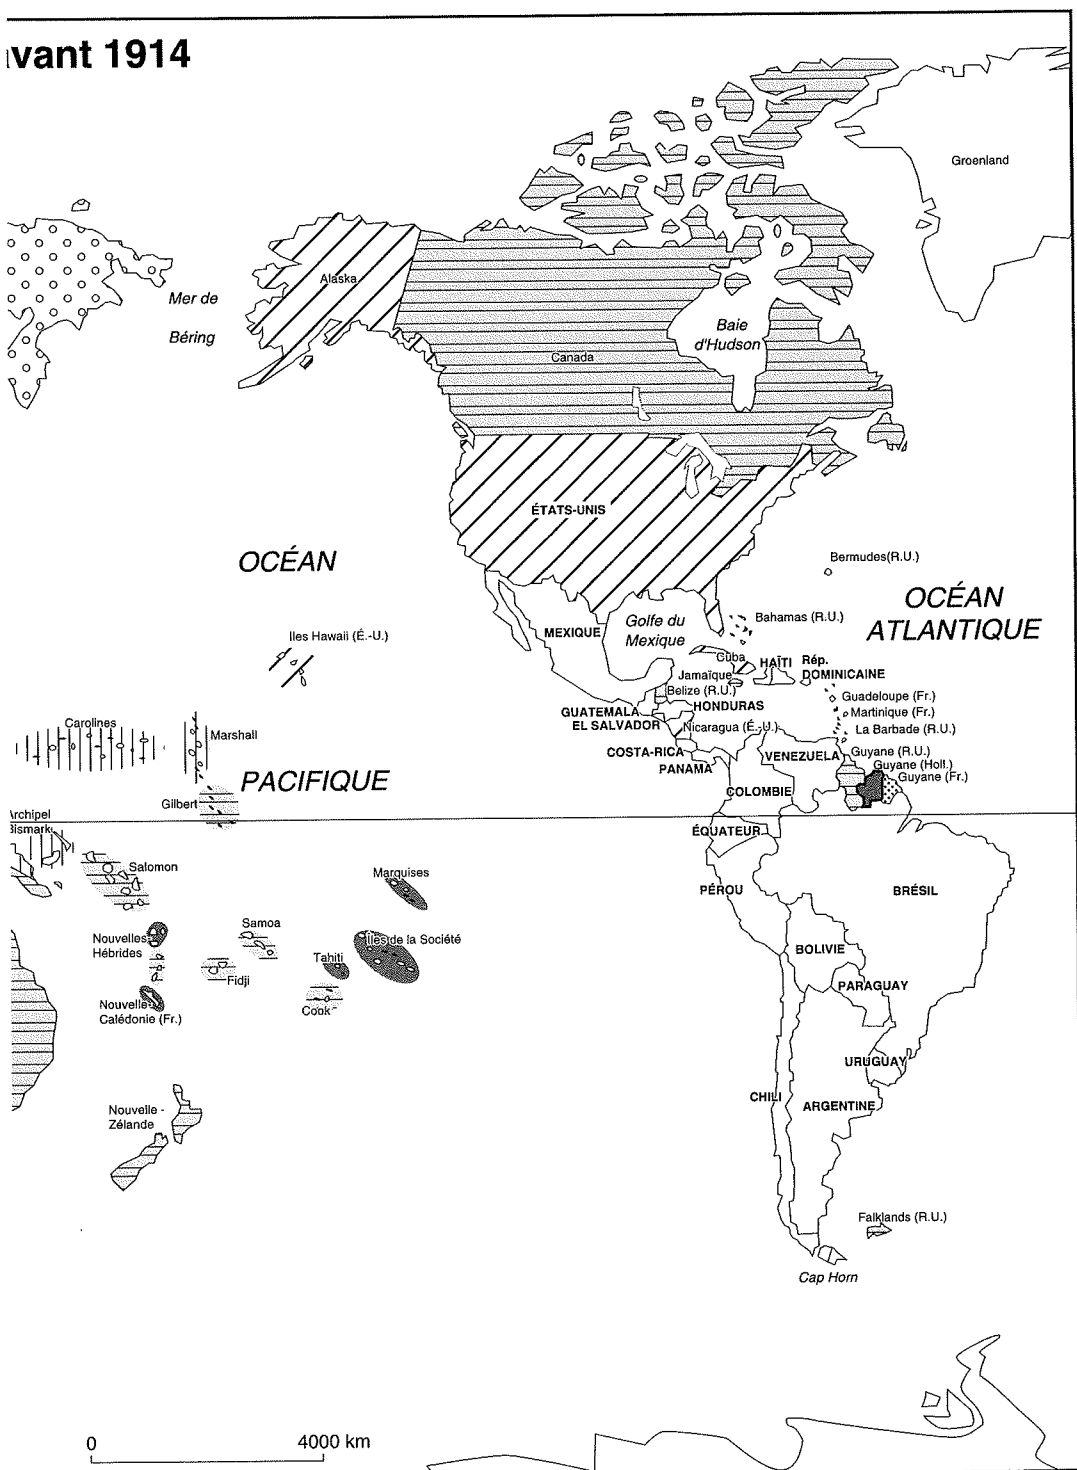 vant 1914
Groenland
Alaska
Mer de
Béring
Baie
d'Hudson
Canada
ÉTATS-UNIS
OCÉAN
Bermudes(R.U.)
OCÉAN
ATLANTIQUE
Iles Hawaii (É.-U.)
MEXIQUE
Golfe du
Mexique
Bahamas (R.U.)
Cuba
HAÏTI
Rép.
DOMINICAINE
Jamaïque
Belize (R.U.)
HONDURAS
GUATEMALA
EL SALVADOR
Nicaragua (É.-U.)
Guadeloupe (Fr.)
Martinique (Fr.)
La Barbade (R.U.)
Carolines
Marshall
COSTA-RICA
PANAMA
VENEZUELA
Guyane (R.U.)
Guyane (Holl.)
Guyane (Fr.)
PACIFIQUE
Gilbert
COLOMBIE
Archipel
Bismark
ÉQUATEUR
Salomon
Marquises
PÉROU
BRÉSIL
Nouvelles
Hébrides
Samoa
Îles de la Société
Tahiti
Fidji
BOLIVIE
Nouvelle-
Calédonie (Fr.)
Cook
PARAGUAY
URUGUAY
CHILI
ARGENTINE
Nouvelle -
Zélande
Falklands (R.U.)
Cap Horn
0
4000 km